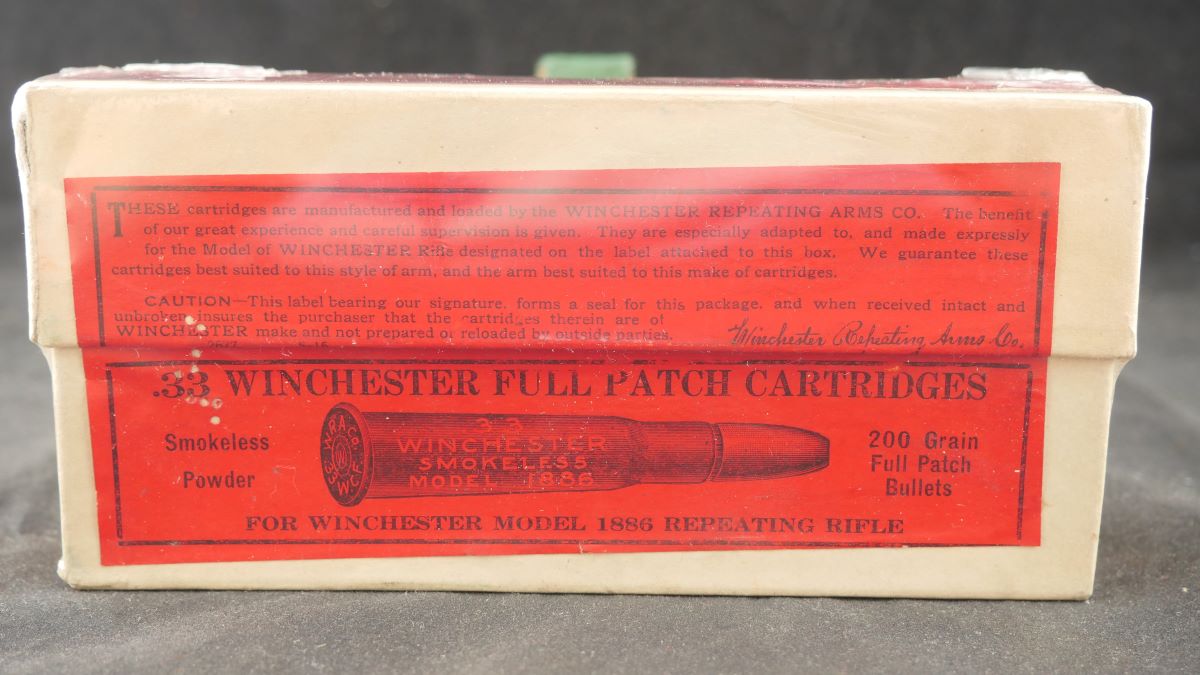 THESE cartridges are manufactured and loaded by the WINCHESTER REPEATING ARMS CO. The benefit
of our great experience and careful supervision is given. They are especially adapted to, and made expressly
for the Model of WINCHESTER Rifle designated on the label attached to this box. We guarantee these
cartridges best suited to this style of arm, and the arm best suited to this make of cartridges.
CAUTION—This label bearing our signature, forms a seal for this package, and when received intact and
unbroken insures the purchaser that the cartridges therein are of
WINCHESTER make and not prepared or reloaded by outside parties.
Winchester Repeating Arms Co.
.33 WINCHESTER FULL PATCH CARTRIDGES
Smokeless
Powder
W.R.A.Co.
.33 W.C.F.
33
WINCHESTER
SMOKELESS
MODEL 1886
200 Grain
Full Patch
Bullets
FOR WINCHESTER MODEL 1886 REPEATING RIFLE